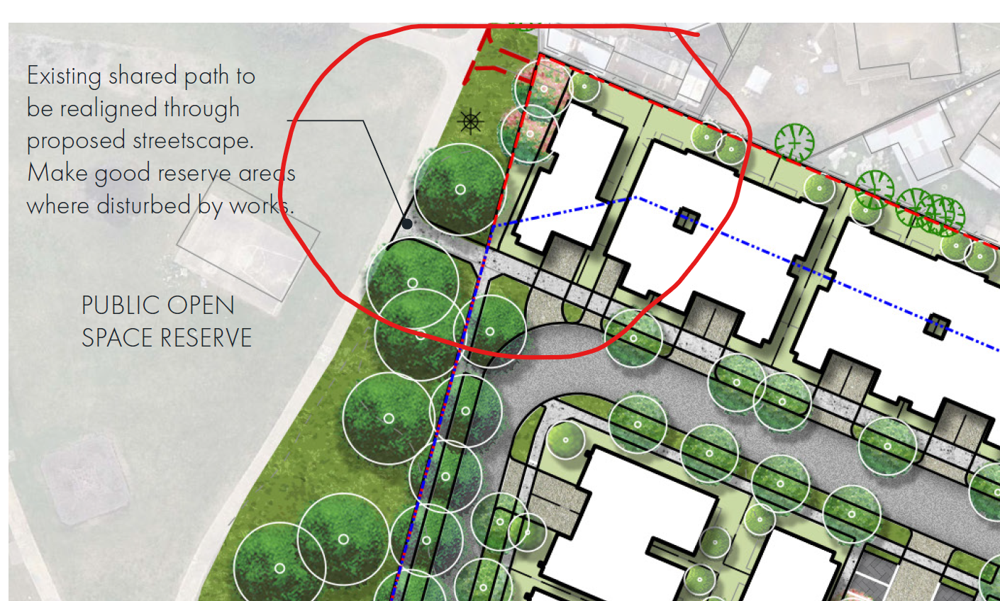 Existing shared path to
be realigned through
proposed streetscape.
Make good reserve areas
where disturbed by works.
PUBLIC OPEN
SPACE RESERVE